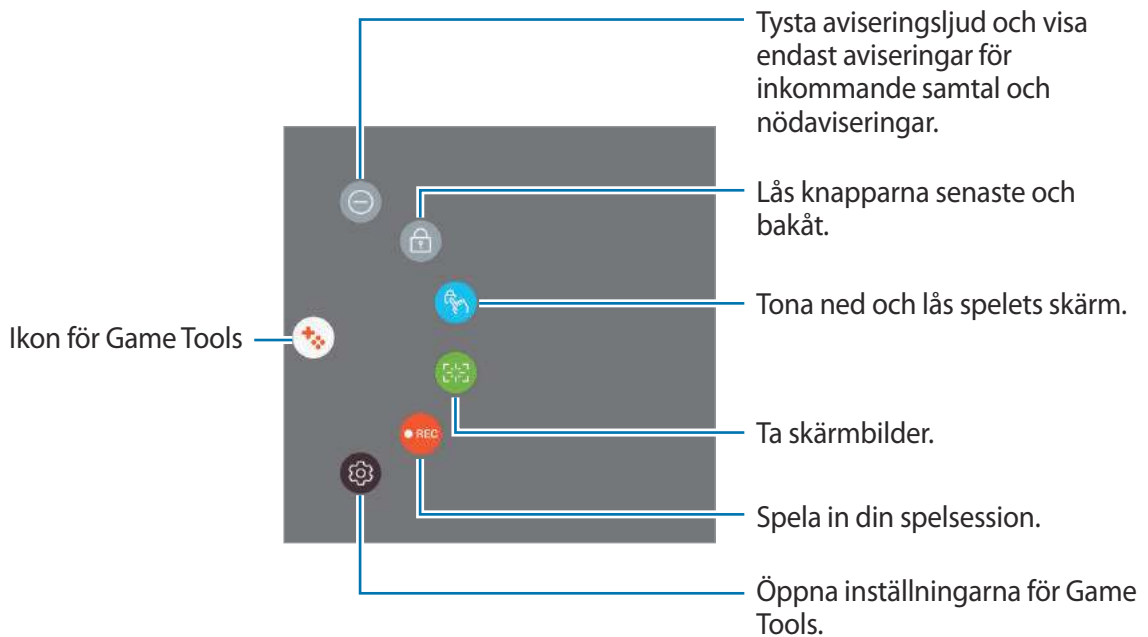 Tysta aviseringsljud och visa
endast aviseringar för
inkommande samtal och
nödaviseringar.
Lås knapparna senaste och
bakåt.
Tona ned och lås spelets skärm.
Ikon för Game Tools
Ta skärmbilder.
REC
Spela in din spelsession.
Öppna inställningarna för Game
Tools.